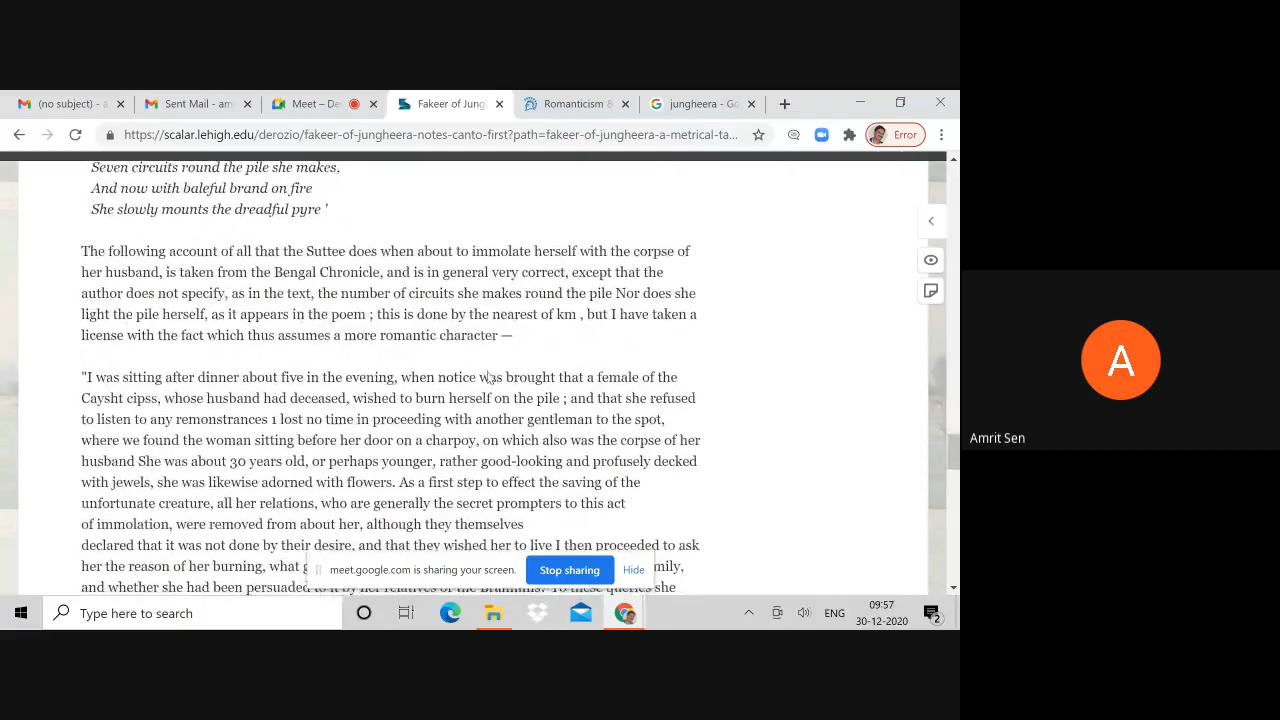 (no subject) - a
Sent Mail - am
Meet – De
Fakeer of Jung
Romanticism &
jungheera - Go
https://scalar.lehigh.edu/derozio/fakeer-of-jungheera-notes-canto-first?path=fakeer-of-jungheera-a-metrical-ta...
Error
Seven circuits round the pile she makes,
And now with baleful brand on fire
She slowly mounts the dreadful pyre '
The following account of all that the Suttee does when about to immolate herself with the corpse of
her husband, is taken from the Bengal Chronicle, and is in general very correct, except that the
author does not specify, as in the text, the number of circuits she makes round the pile Nor does she
light the pile herself, as it appears in the poem ; this is done by the nearest of km , but I have taken a
license with the fact which thus assumes a more romantic character —
"I was sitting after dinner about five in the evening, when notice was brought that a female of the
Caysht cipss, whose husband had deceased, wished to burn herself on the pile ; and that she refused
to listen to any remonstrances 1 lost no time in proceeding with another gentleman to the spot,
where we found the woman sitting before her door on a charpoy, on which also was the corpse of her
husband She was about 30 years old, or perhaps younger, rather good-looking and profusely decked
with jewels, she was likewise adorned with flowers. As a first step to effect the saving of the
unfortunate creature, all her relations, who are generally the secret prompters to this act
of immolation, were removed from about her, although they themselves
declared that it was not done by their desire, and that they wished her to live I then proceeded to ask
her the reason of her burning, what
and whether she had been persuaded to it by her relatives or the Brahmins. To these queries she
meet.google.com is sharing your screen.
Stop sharing
Hide
Type here to search
ENG
09:57
30-12-2020
2
A
Amrit Sen